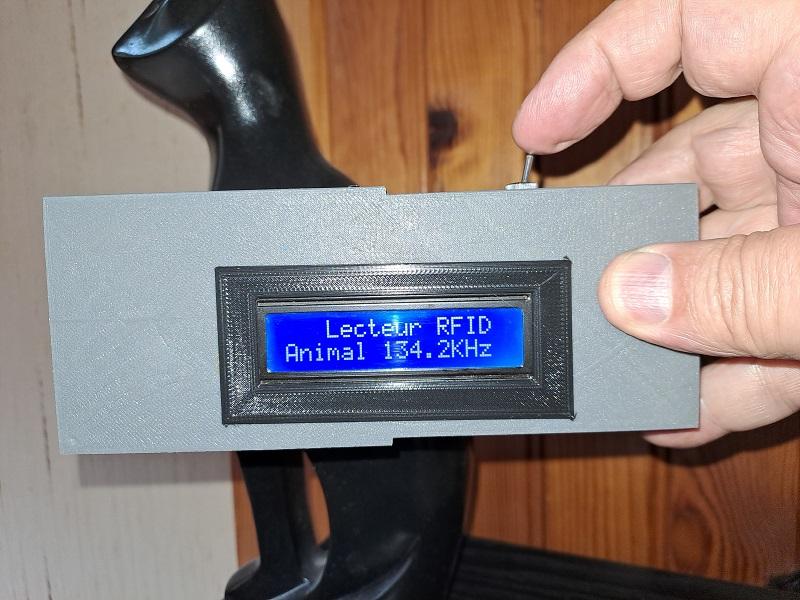 Lecteur RFID
Animal 134.2KHz